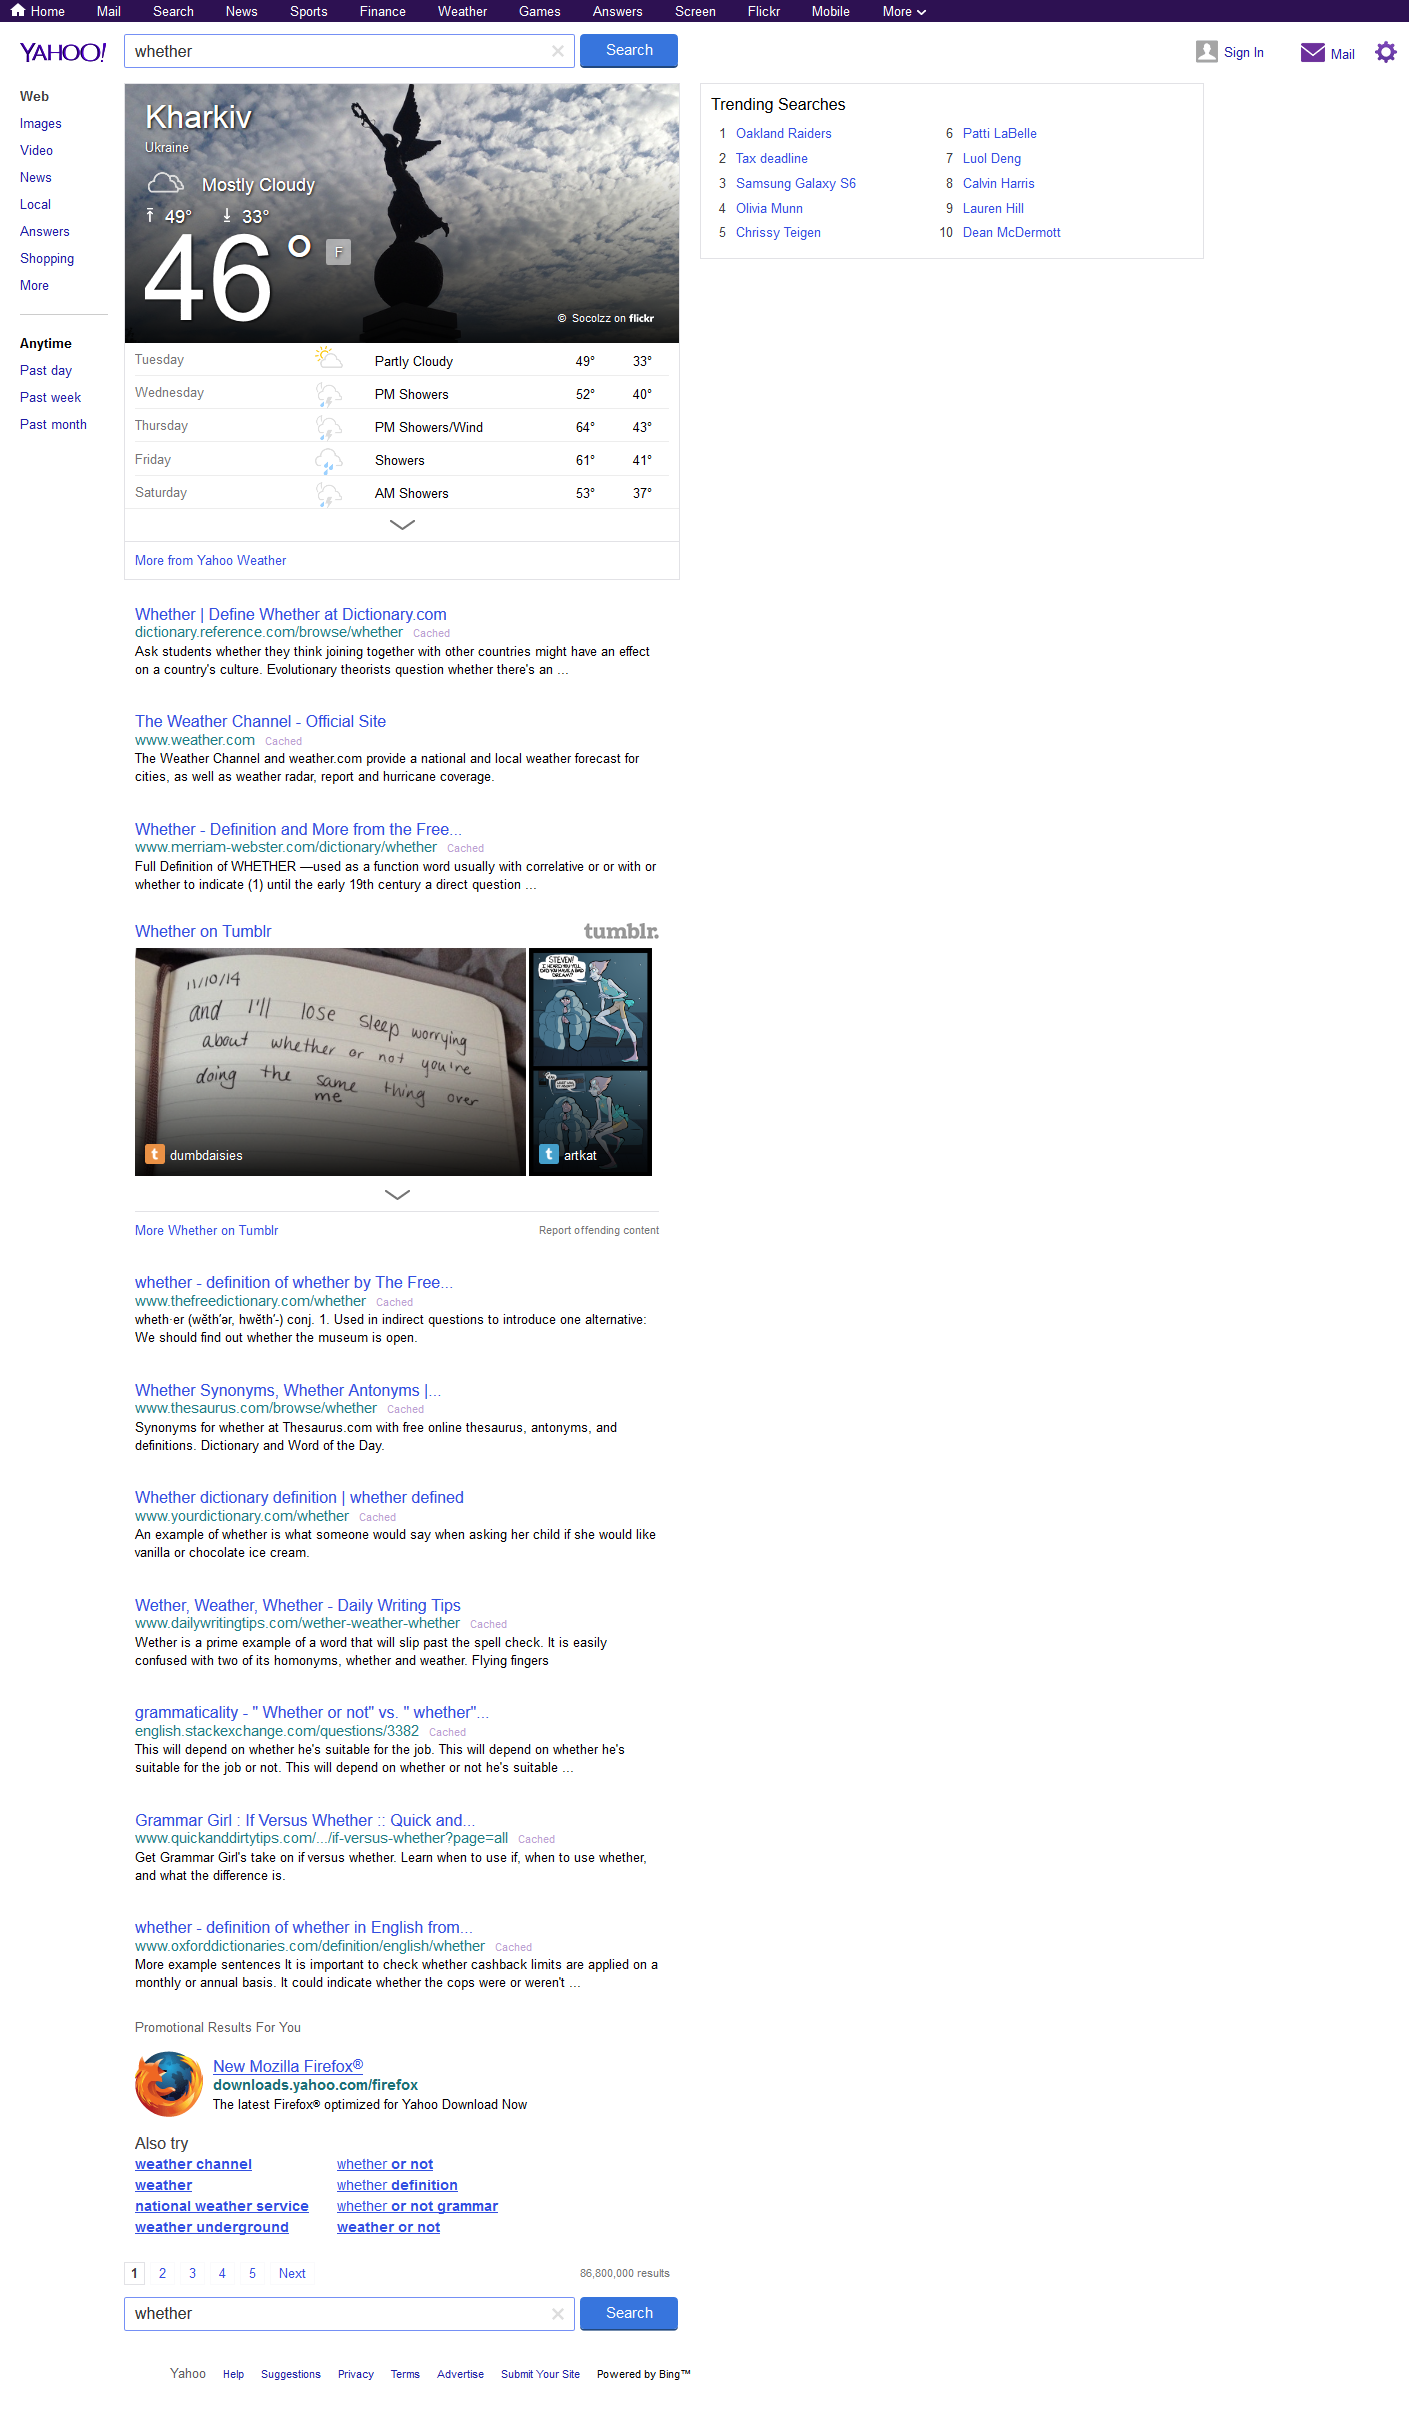 Home Mail Search News Sports Finance Weather Games Answers Screen Flickr Mobile More
YAHOO! whether Search Sign In Mail
Web
Images
Video
News
Local
Answers
Shopping
More
Anytime
Past day
Past week
Past month
Kharkiv
Ukraine
Mostly Cloudy
49° 33°
46° F
© Socolzz on flickr
Tuesday Partly Cloudy 49° 33°
Wednesday PM Showers 52° 40°
Thursday PM Showers/Wind 64° 43°
Friday Showers 61° 41°
Saturday AM Showers 53° 37°
More from Yahoo Weather
Trending Searches
1 Oakland Raiders
2 Tax deadline
3 Samsung Galaxy S6
4 Olivia Munn
5 Chrissy Teigen
6 Patti LaBelle
7 Luol Deng
8 Calvin Harris
9 Lauren Hill
10 Dean McDermott
Whether | Define Whether at Dictionary.com
dictionary.reference.com/browse/whether Cached
Ask students whether they think joining together with other countries might have an effect
on a country's culture. Evolutionary theorists question whether there's an ...
The Weather Channel - Official Site
www.weather.com Cached
The Weather Channel and weather.com provide a national and local weather forecast for
cities, as well as weather radar, report and hurricane coverage.
Whether - Definition and More from the Free...
www.merriam-webster.com/dictionary/whether Cached
Full Definition of WHETHER —used as a function word usually with correlative or or with or
whether to indicate (1) until the early 19th century a direct question ...
Whether on Tumblr tumblr.
11/10/14
and I'll lose sleep worrying
about whether or not you're
doing the same thing over
me
dumbdaisies
STEVEN!
I HEARD YOU YELL
DID YOU HAVE A BAD
DREAM?
artkat
More Whether on Tumblr Report offending content
whether - definition of whether by The Free...
www.thefreedictionary.com/whether Cached
wheth·er (wĕth′ər, hwĕth′-) conj. 1. Used in indirect questions to introduce one alternative:
We should find out whether the museum is open.
Whether Synonyms, Whether Antonyms |...
www.thesaurus.com/browse/whether Cached
Synonyms for whether at Thesaurus.com with free online thesaurus, antonyms, and
definitions. Dictionary and Word of the Day.
Whether dictionary definition | whether defined
www.yourdictionary.com/whether Cached
An example of whether is what someone would say when asking her child if she would like
vanilla or chocolate ice cream.
Wether, Weather, Whether - Daily Writing Tips
www.dailywritingtips.com/wether-weather-whether Cached
Wether is a prime example of a word that will slip past the spell check. It is easily
confused with two of its homonyms, whether and weather. Flying fingers
grammaticality - " Whether or not" vs. " whether"...
english.stackexchange.com/questions/3382 Cached
This will depend on whether he's suitable for the job. This will depend on whether he's
suitable for the job or not. This will depend on whether or not he's suitable ...
Grammar Girl : If Versus Whether :: Quick and...
www.quickanddirtytips.com/.../if-versus-whether?page=all Cached
Get Grammar Girl's take on if versus whether. Learn when to use if, when to use whether,
and what the difference is.
whether - definition of whether in English from...
www.oxforddictionaries.com/definition/english/whether Cached
More example sentences It is important to check whether cashback limits are applied on a
monthly or annual basis. It could indicate whether the cops were or weren't ...
Promotional Results For You
New Mozilla Firefox®
downloads.yahoo.com/firefox
The latest Firefox® optimized for Yahoo Download Now
Also try
weather channel whether or not
weather whether definition
national weather service whether or not grammar
weather underground weather or not
1 2 3 4 5 Next 86,800,000 results
whether Search
Yahoo Help Suggestions Privacy Terms Advertise Submit Your Site Powered by Bing™